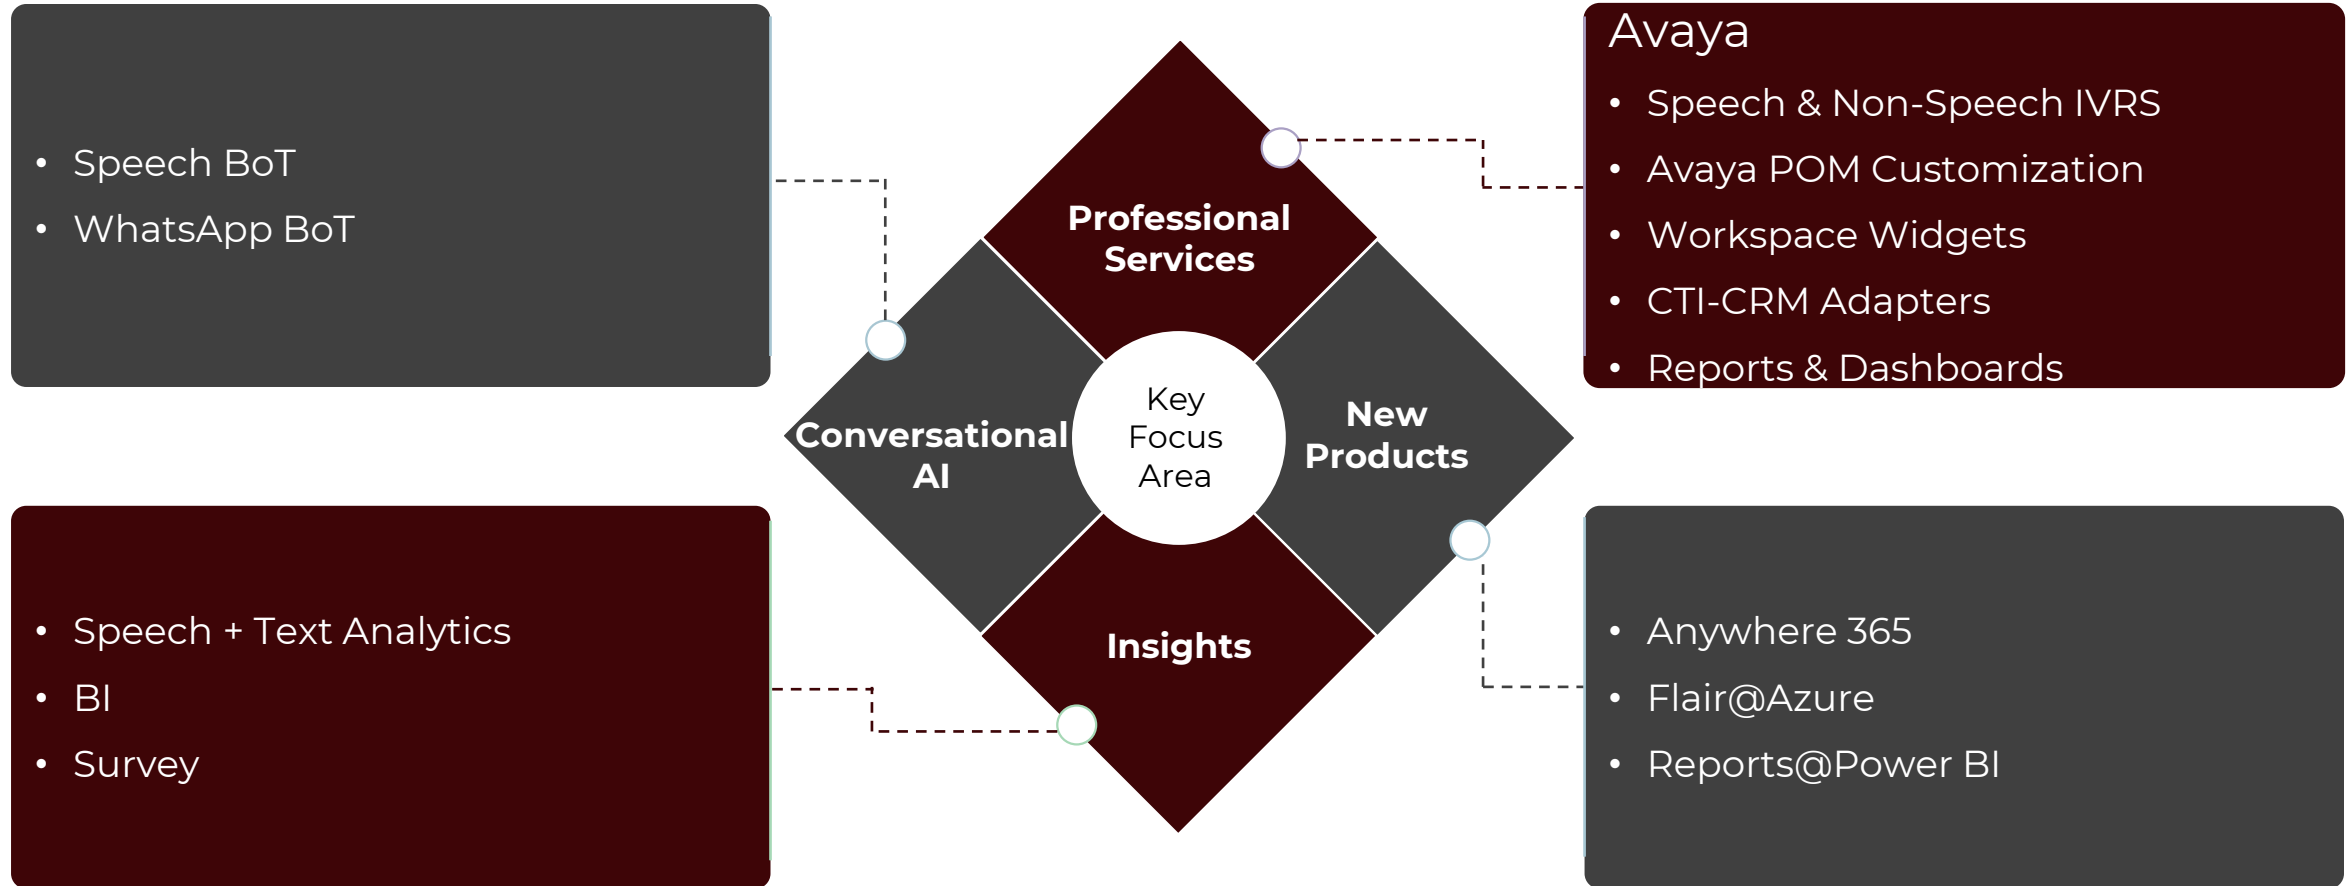 • Speech BoT
• WhatsApp BoT
Avaya
• Speech & Non-Speech IVRS
• Avaya POM Customization
• Workspace Widgets
• CTI-CRM Adapters
• Reports & Dashboards
Professional
Services
Conversational
AI
Key
Focus
Area
New
Products
Insights
• Speech + Text Analytics
• BI
• Survey
• Anywhere 365
• Flair@Azure
• Reports@Power BI